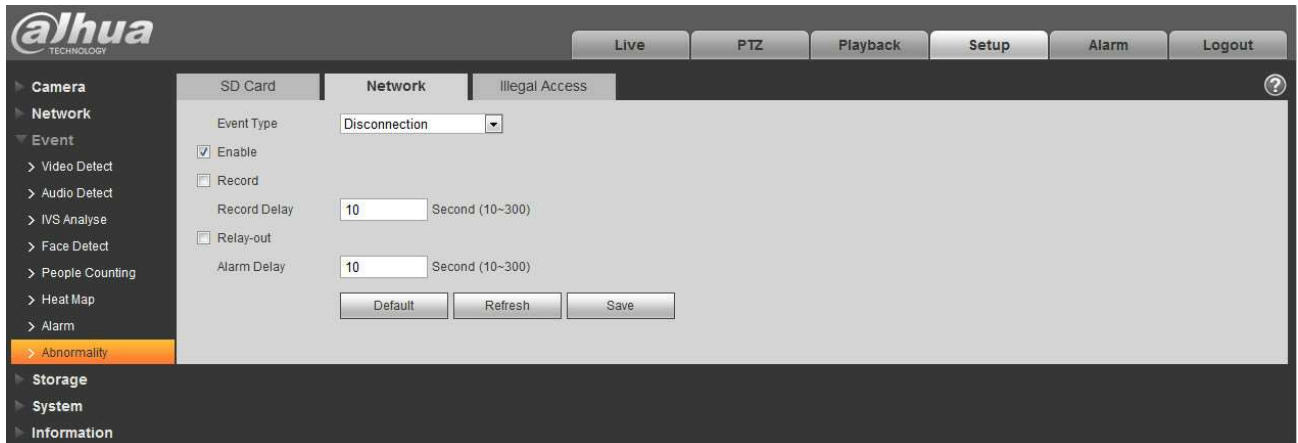 alhua
TECHNOLOGY
Live PTZ Playback Setup Alarm Logout
Camera
Network
Event
Video Detect
Audio Detect
IVS Analyse
Face Detect
People Counting
Heat Map
Alarm
Abnormality
Storage
System
Information
SD Card Network Illegal Access
?
Event Type Disconnection
Enable
Record
Record Delay 10 Second (10~300)
Relay-out
Alarm Delay 10 Second (10~300)
Default Refresh Save